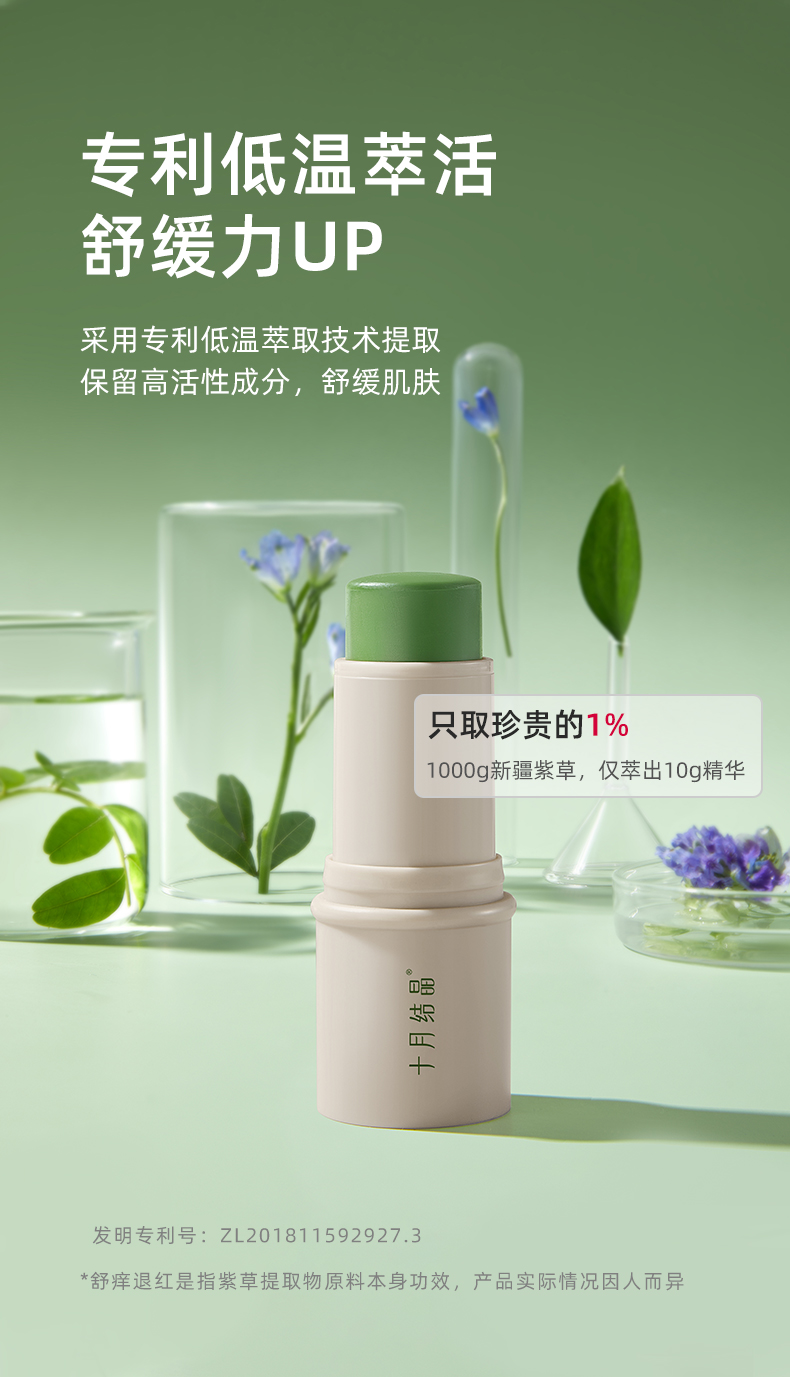 专利低温萃活
舒缓力UP
采用专利低温萃取技术提取
保留高活性成分，舒缓肌肤
只取珍贵的1%
1000g新疆紫草，仅萃出10g精华
十月结晶®
发明专利号：ZL201811592927.3
*舒痒退红是指紫草提取物原料本身功效，产品实际情况因人而异